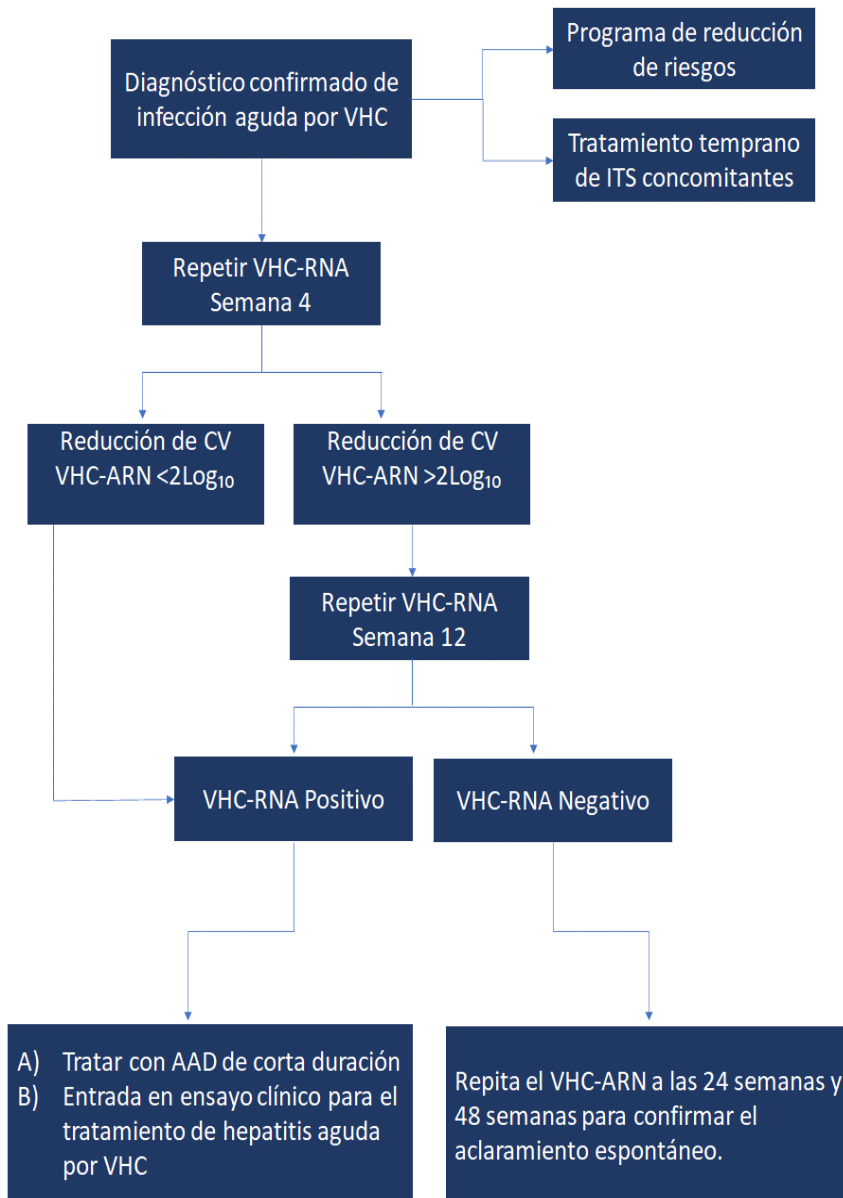 Diagnóstico confirmado de
infección aguda por VHC
Programa de reducción
de riesgos
Tratamiento temprano
de ITS concomitantes
Repetir VHC-RNA
Semana 4
Reducción de CV
VHC-ARN <2Log₁₀
Reducción de CV
VHC-ARN >2Log₁₀
Repetir VHC-RNA
Semana 12
VHC-RNA Positivo
VHC-RNA Negativo
A) Tratar con AAD de corta duración
B) Entrada en ensayo clínico para el
tratamiento de hepatitis aguda
por VHC
Repita el VHC-ARN a las 24 semanas y
48 semanas para confirmar el
aclaramiento espontáneo.